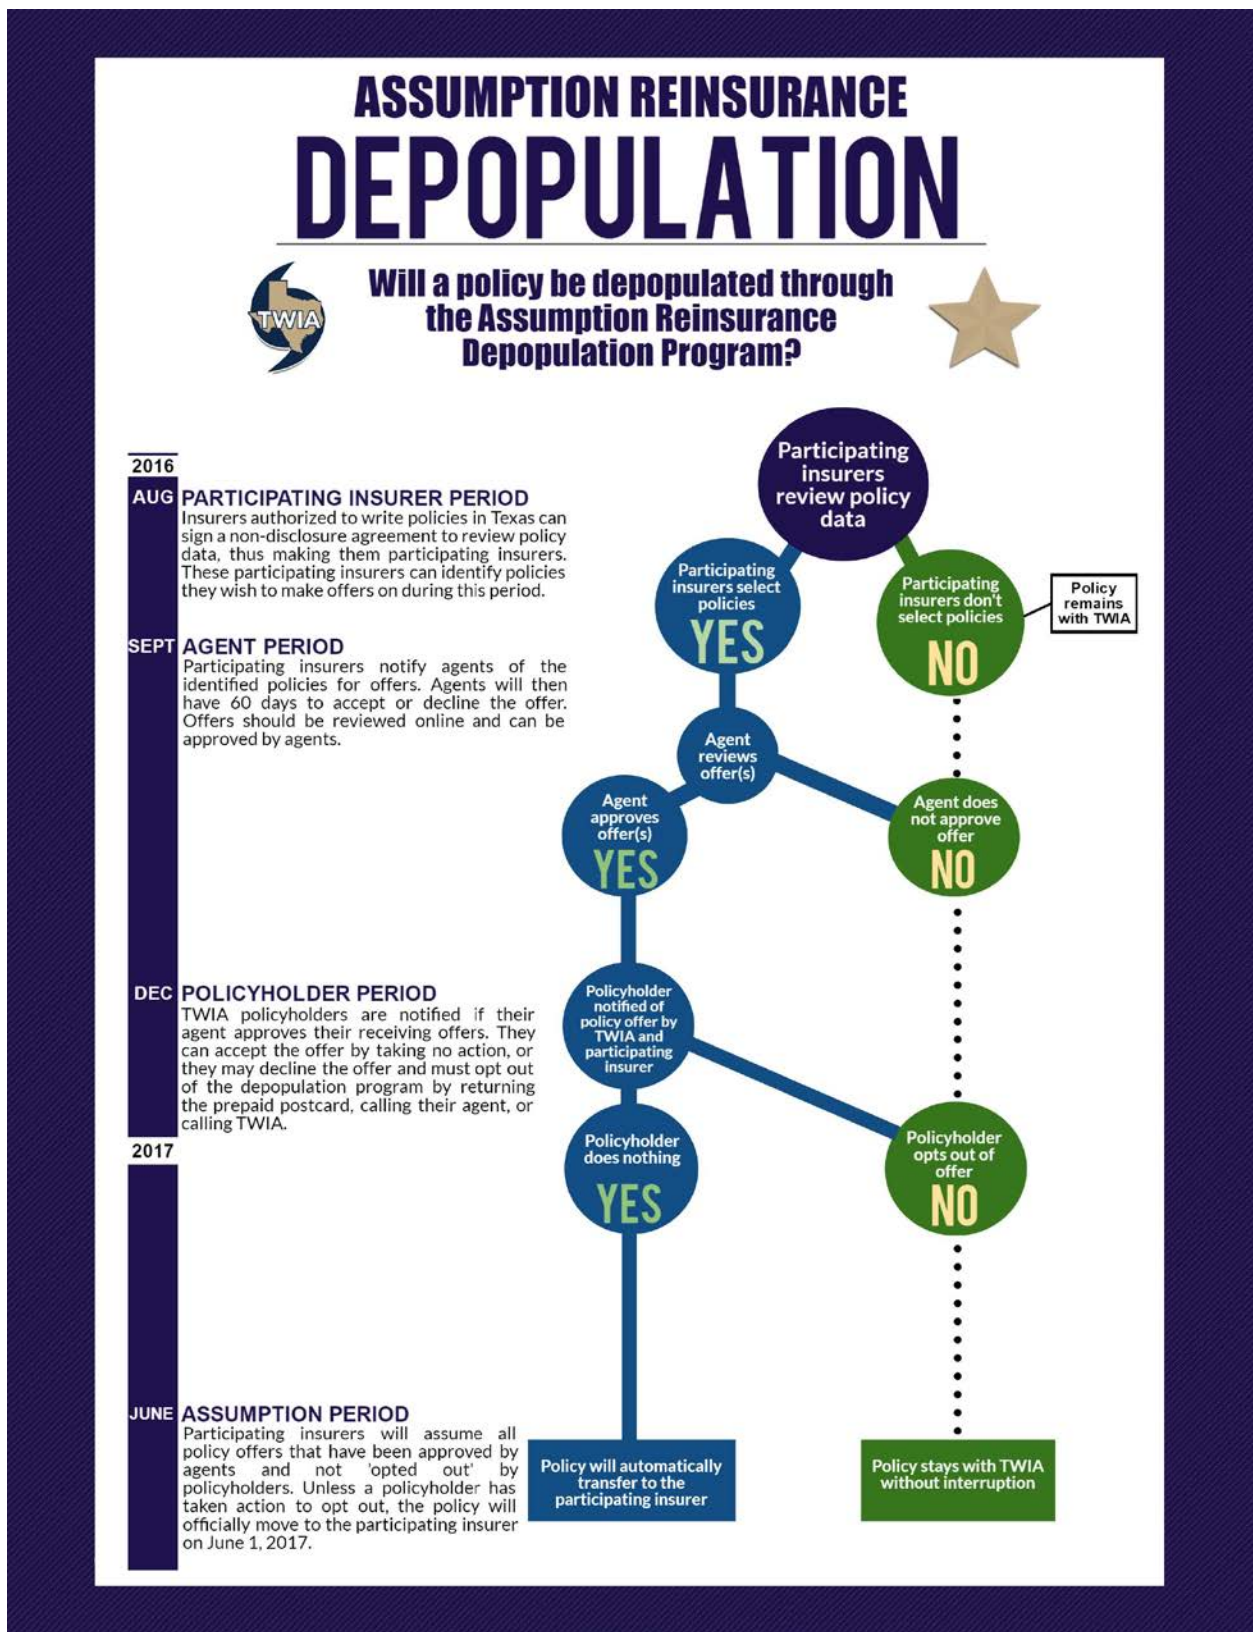 ASSUMPTION REINSURANCE
DEPOPULATION
TWIA
Will a policy be depopulated through
the Assumption Reinsurance
Depopulation Program?
2016
AUG
PARTICIPATING INSURER PERIOD
Insurers authorized to write policies in Texas can
sign a non-disclosure agreement to review policy
data, thus making them participating insurers.
These participating insurers can identify policies
they wish to make offers on during this period.
SEPT
AGENT PERIOD
Participating insurers notify agents of the
identified policies for offers. Agents will then
have 60 days to accept or decline the offer.
Offers should be reviewed online and can be
approved by agents.
DEC
POLICYHOLDER PERIOD
TWIA policyholders are notified if their
agent approves their receiving offers. They
can accept the offer by taking no action, or
they may decline the offer and must opt out
of the depopulation program by returning
the prepaid postcard, calling their agent, or
calling TWIA.
2017
JUNE
ASSUMPTION PERIOD
Participating insurers will assume all
policy offers that have been approved by
agents and not 'opted out' by
policyholders. Unless a policyholder has
taken action to opt out, the policy will
officially move to the participating insurer
on June 1, 2017.
Participating
insurers
review policy
data
Participating
insurers select
policies
YES
Participating
insurers don't
select policies
NO
Policy
remains
with TWIA
Agent
reviews
offer(s)
Agent
approves
offer(s)
YES
Agent does
not approve
offer
NO
Policyholder
notified of
policy offer by
TWIA and
participating
insurer
Policyholder
does nothing
YES
Policyholder
opts out of
offer
NO
Policy will automatically
transfer to the
participating insurer
Policy stays with TWIA
without interruption